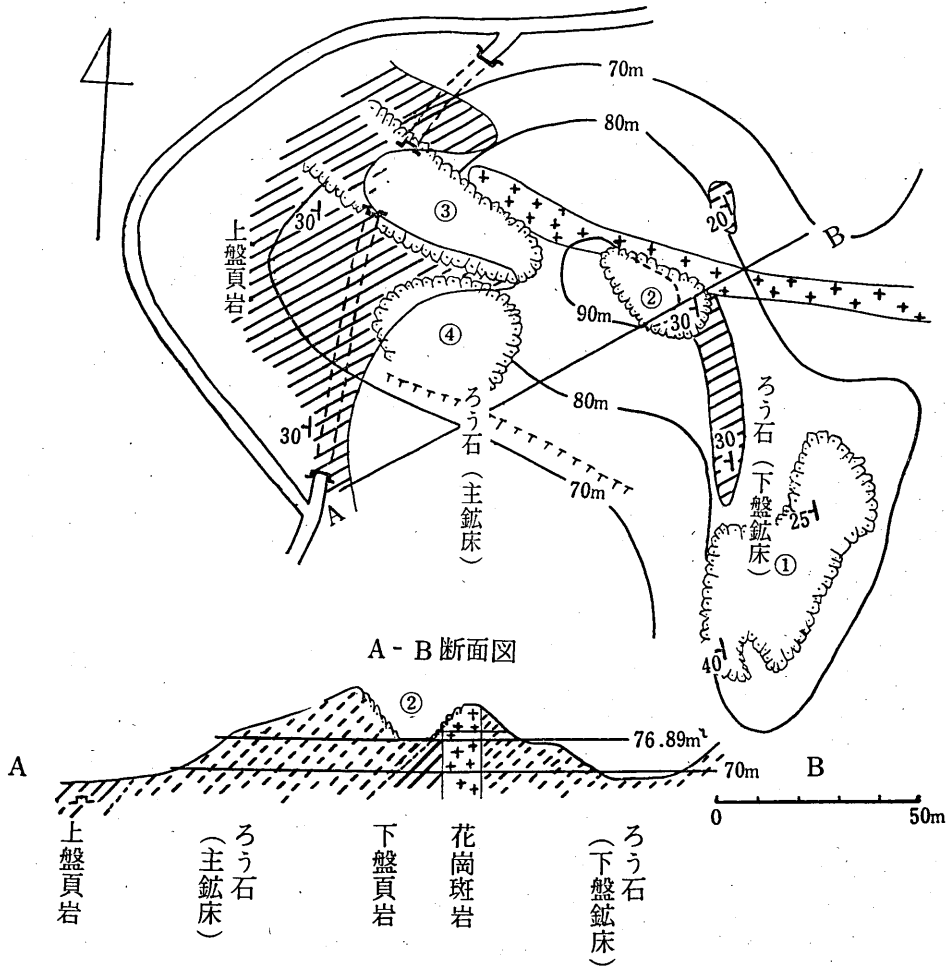 70m
80m
B
20
③
上盤頁岩
30
②
90m
30
④
80m
ろう石（主鉱床）
30
30
ろう石（下盤鉱床）
70m
A
25
①
40
A - B 断面図
②
76.89m²
A
70m
B
0 50m
上盤頁岩
ろう石（主鉱床）
下盤頁岩
花崗斑岩
ろう石（下盤鉱床）